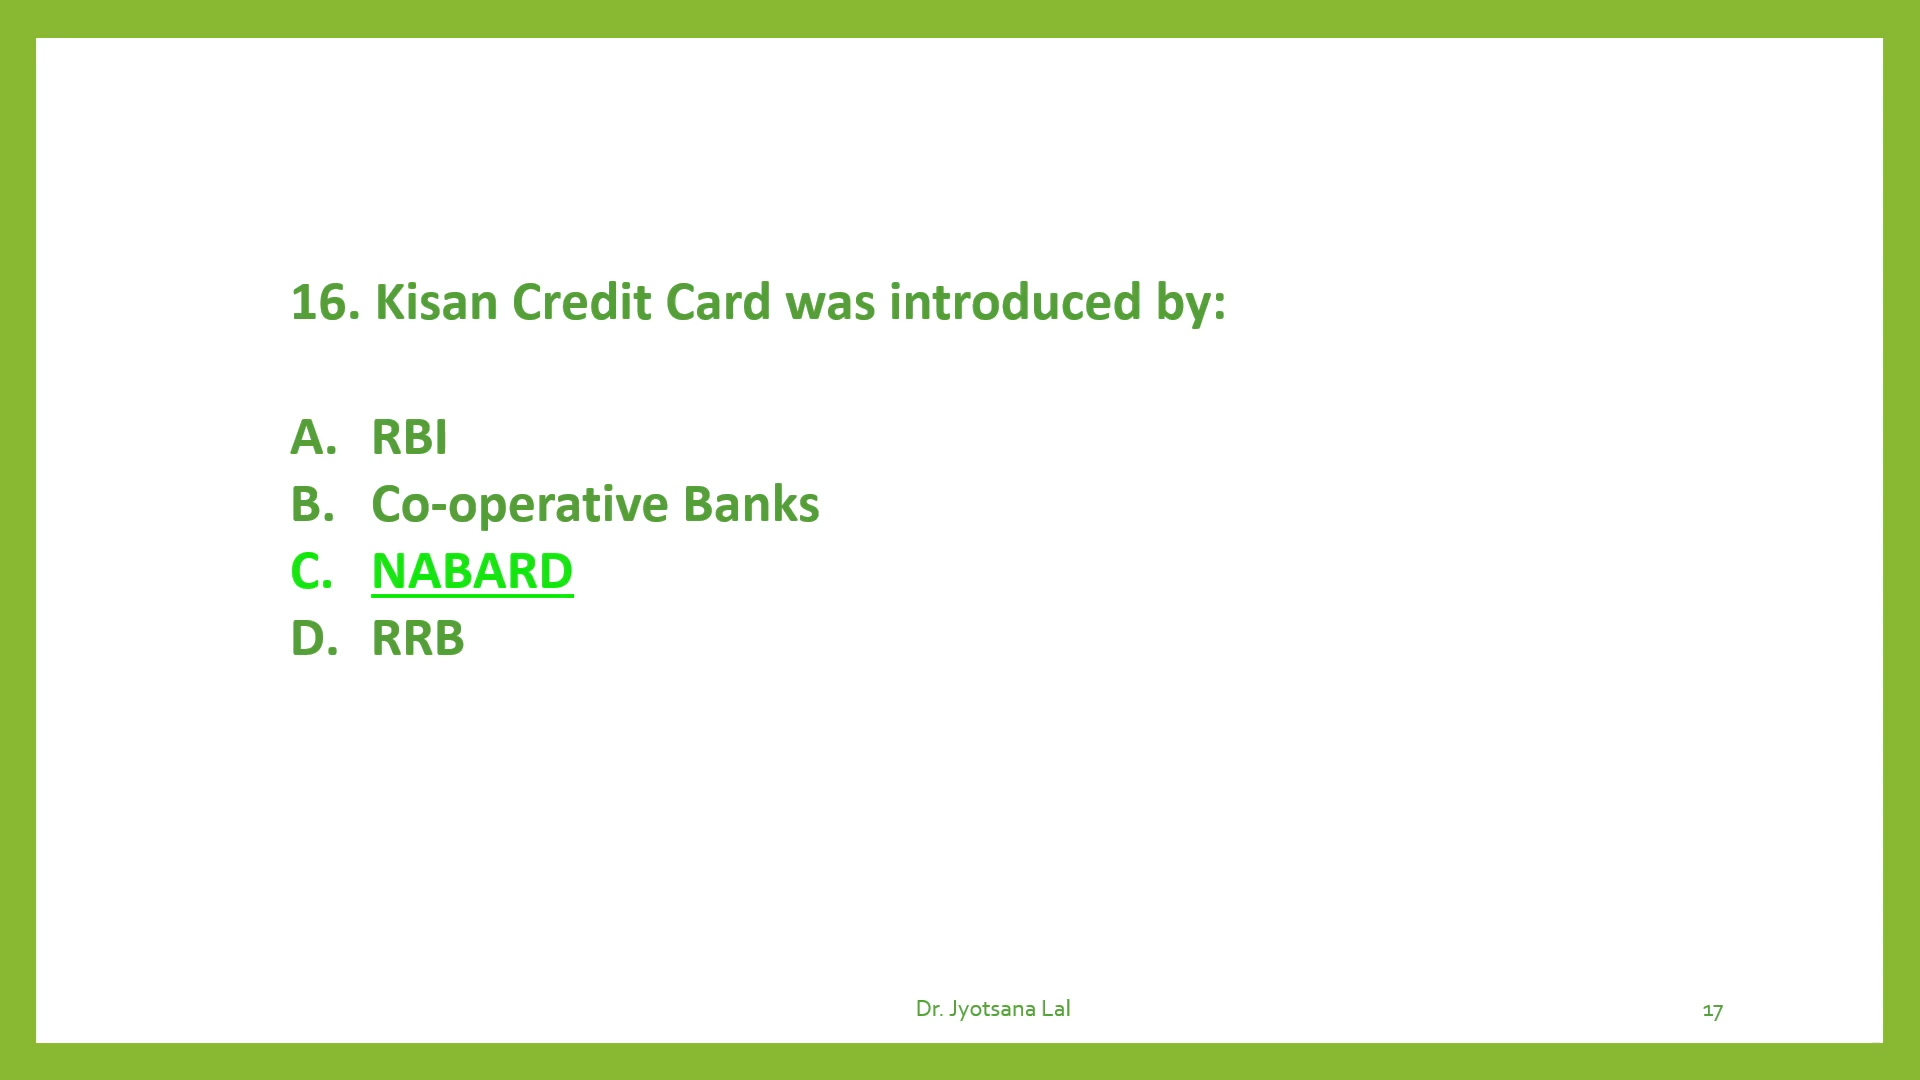 16. Kisan Credit Card was introduced by:
A. RBI
B. Co-operative Banks
C. NABARD
D. RRB
Dr. Jyotsana Lal
17